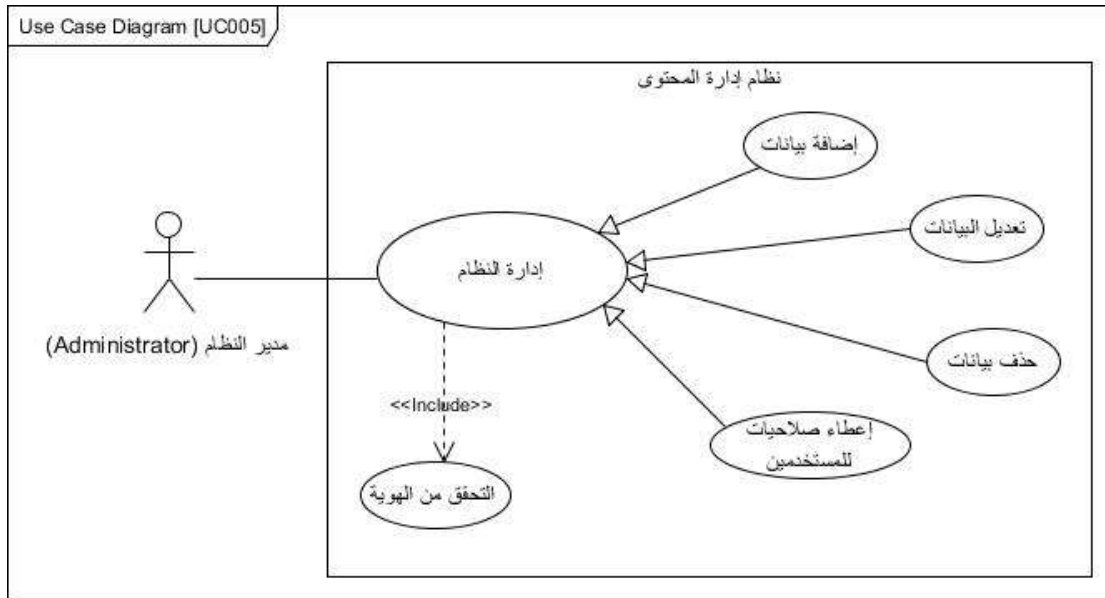 Use Case Diagram [UC005]
نظام إدارة المحتوى
إضافة بيانات
تعديل البيانات
إدارة النظام
مدير النظام (Administrator)
حذف بيانات
<<Include>>
إعطاء صلاحيات
للمستخدمين
التحقق من الهوية